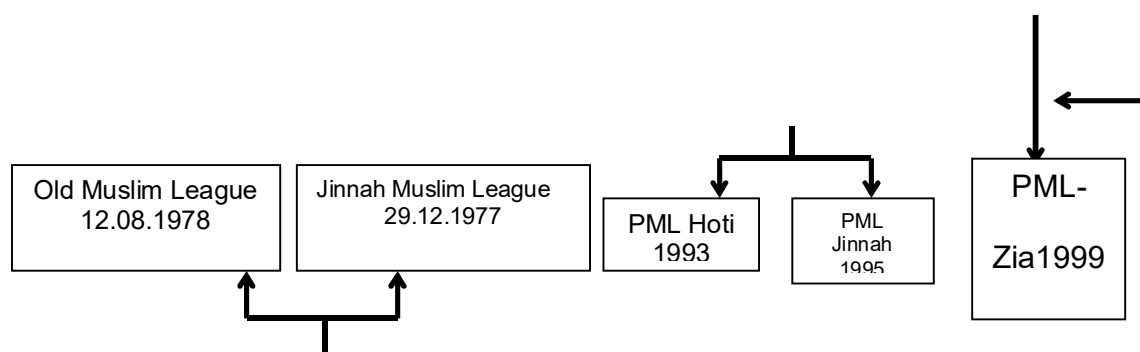 Old Muslim League
12.08.1978
Jinnah Muslim League
29.12.1977
PML Hoti
1993
PML
Jinnah
1995
PML-
Zia1999